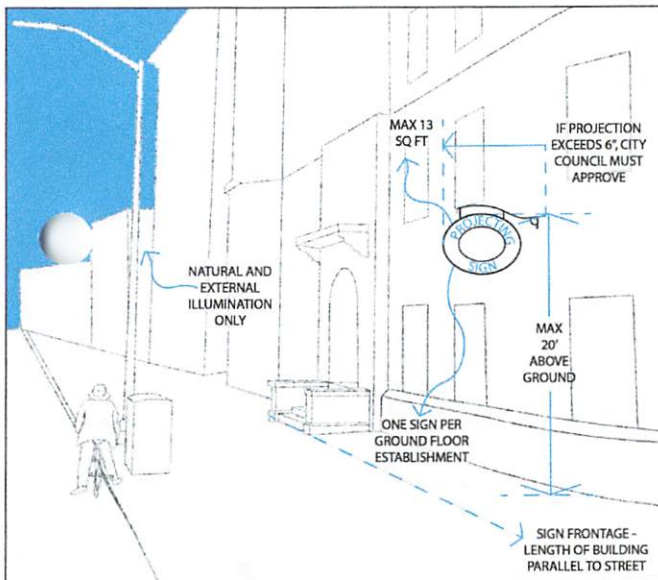 MAX 13
SQ FT
IF PROJECTION
EXCEEDS 6", CITY
COUNCIL MUST
APPROVE
PROJECTING
SIGN
NATURAL AND
EXTERNAL
ILLUMINATION
ONLY
MAX
20'
ABOVE
GROUND
ONE SIGN PER
GROUND FLOOR
ESTABLISHMENT
SIGN FRONTAGE -
LENGTH OF BUILDING
PARALLEL TO STREET